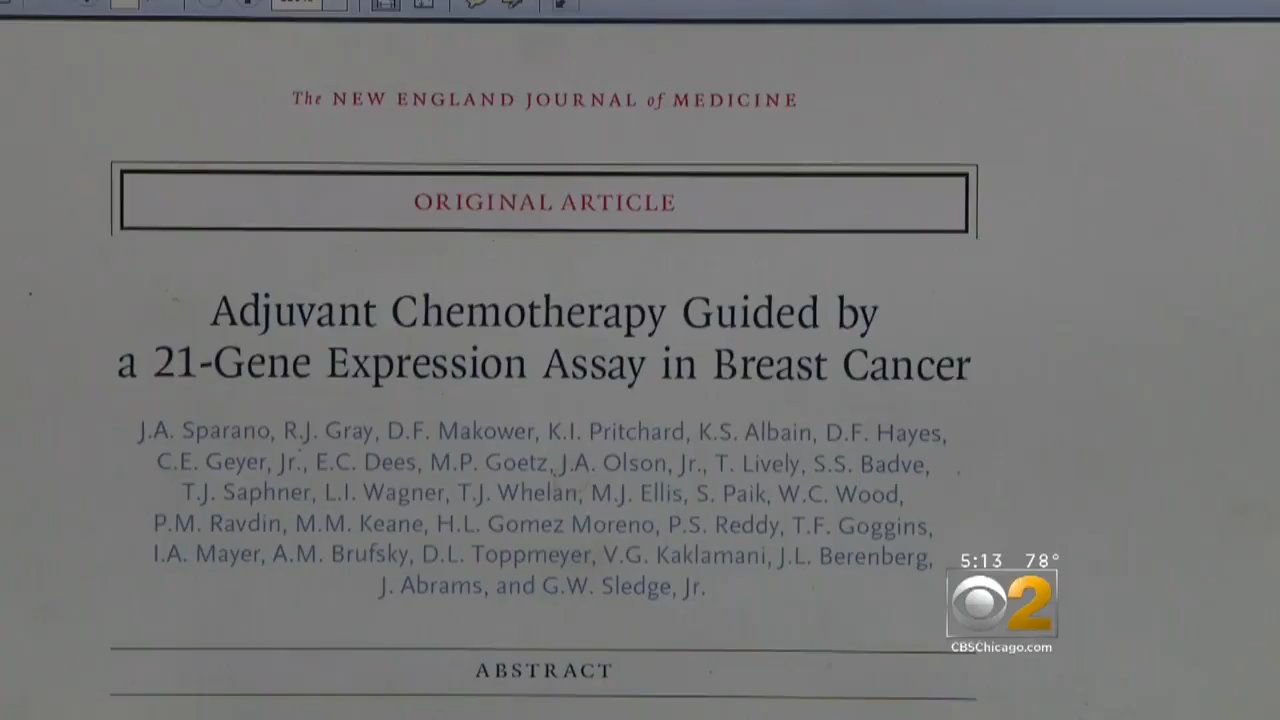 The NEW ENGLAND JOURNAL of MEDICINE
ORIGINAL ARTICLE
Adjuvant Chemotherapy Guided by
a 21-Gene Expression Assay in Breast Cancer
J.A. Sparano, R.J. Gray, D.F. Makower, K.I. Pritchard, K.S. Albain, D.F. Hayes,
C.E. Geyer, Jr., E.C. Dees, M.P. Goetz, J.A. Olson, Jr., T. Lively, S.S. Badve,
T.J. Saphner, L.I. Wagner, T.J. Whelan, M.J. Ellis, S. Paik, W.C. Wood,
P.M. Ravdin, M.M. Keane, H.L. Gomez Moreno, P.S. Reddy, T.F. Goggins,
I.A. Mayer, A.M. Brufsky, D.L. Toppmeyer, V.G. Kaklamani, J.L. Berenberg,
J. Abrams, and G.W. Sledge, Jr.
5:13 78°
2
CBSChicago.com
ABSTRACT